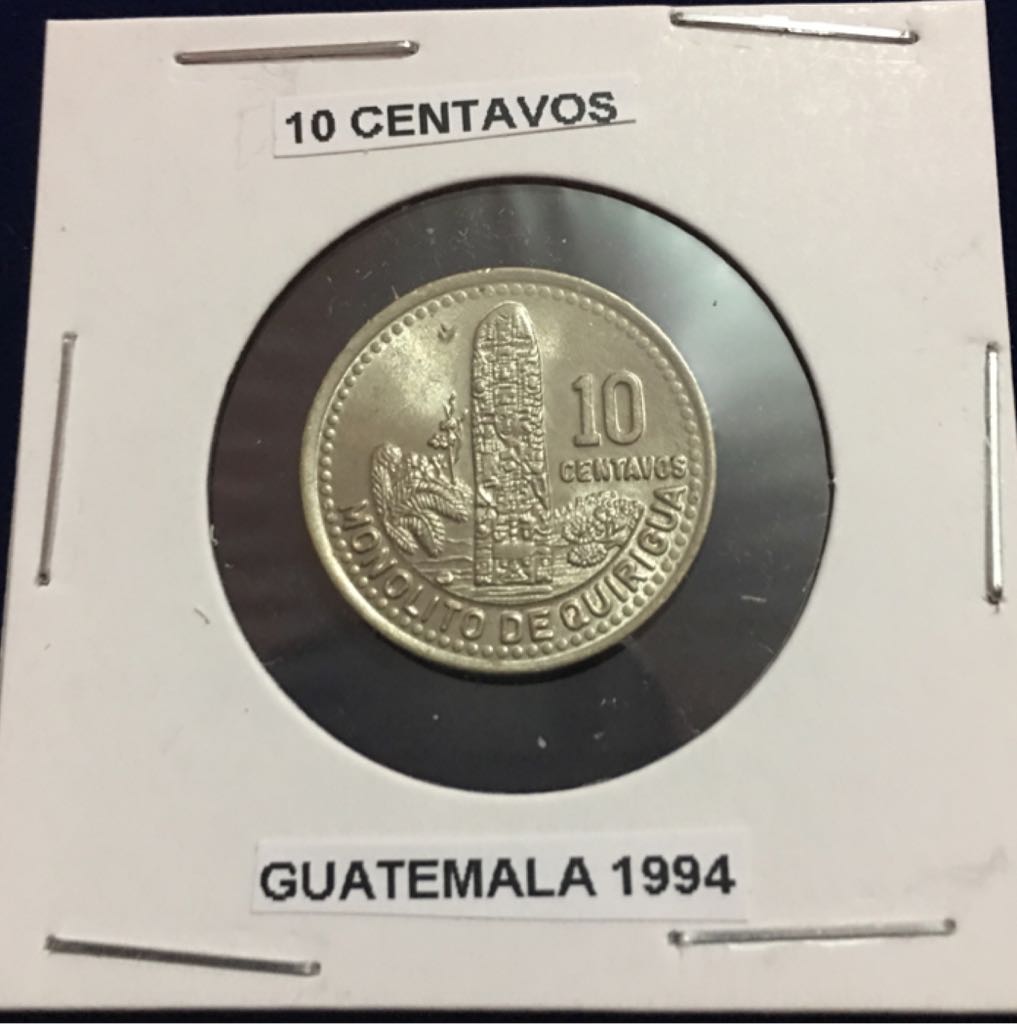 10 CENTAVOS
10
CENTAVOS
MONOLITO DE QUIRIGUA
GUATEMALA 1994